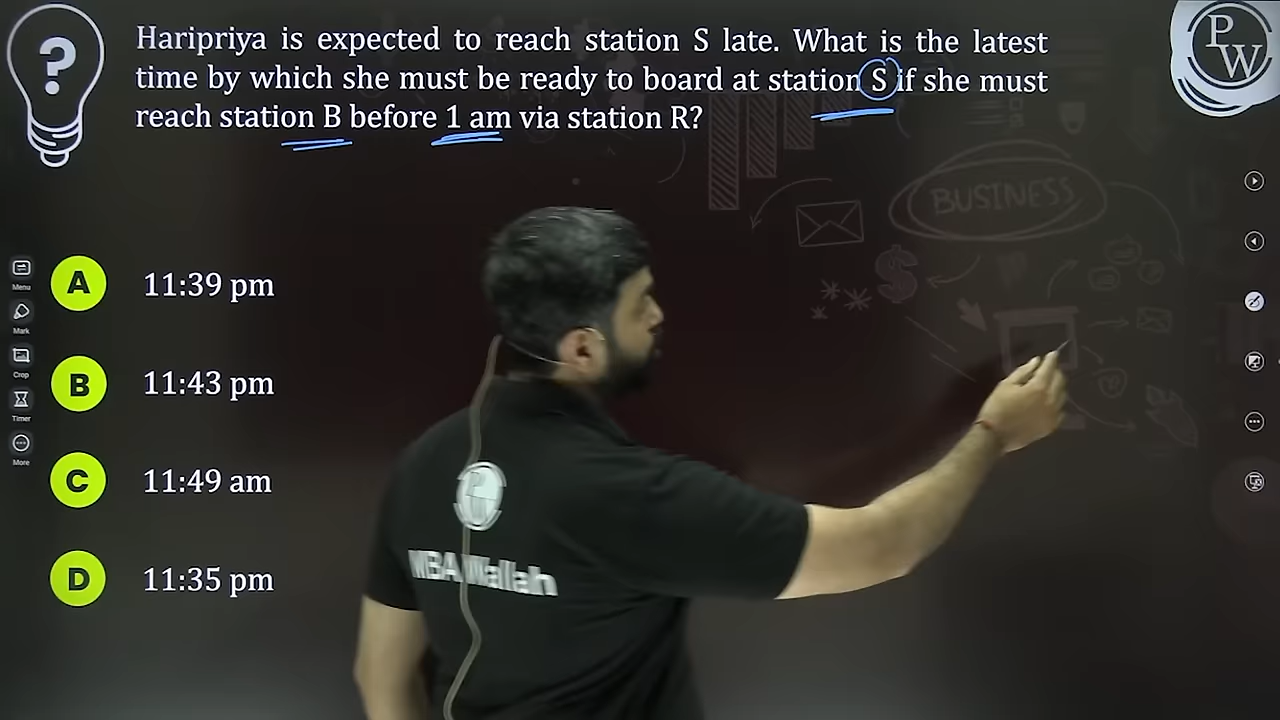 ?
Haripriya is expected to reach station S late. What is the latest
time by which she must be ready to board at station S if she must
reach station B before 1 am via station R?
P
W
BUSINESS
$
Menu
Mark
Crop
Timer
More
A 11:39 pm
B 11:43 pm
C 11:49 am
D 11:35 pm
MBA Wallah